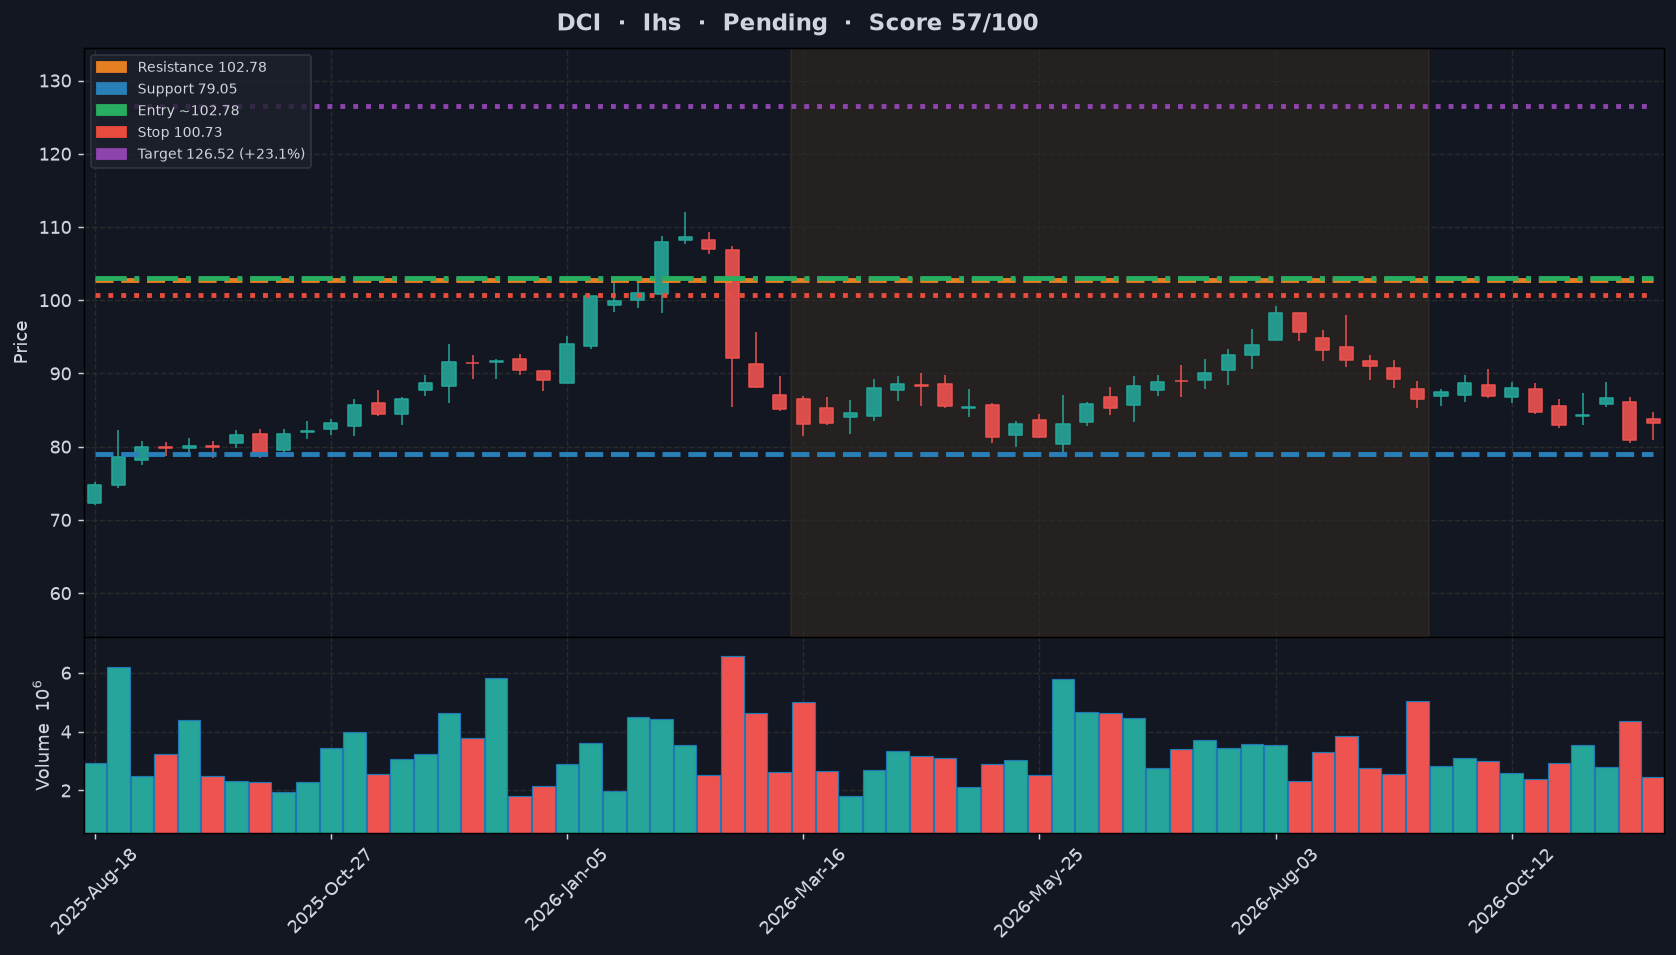 DCI · Ihs · Pending · Score 57/100
Resistance 102.78
Support 79.05
Entry ~102.78
Stop 100.73
Target 126.52 (+23.1%)
Price
130
120
110
100
90
80
70
60
Volume 10⁶
6
4
2
2025-Aug-18
2025-Oct-27
2026-Jan-05
2026-Mar-16
2026-May-25
2026-Aug-03
2026-Oct-12